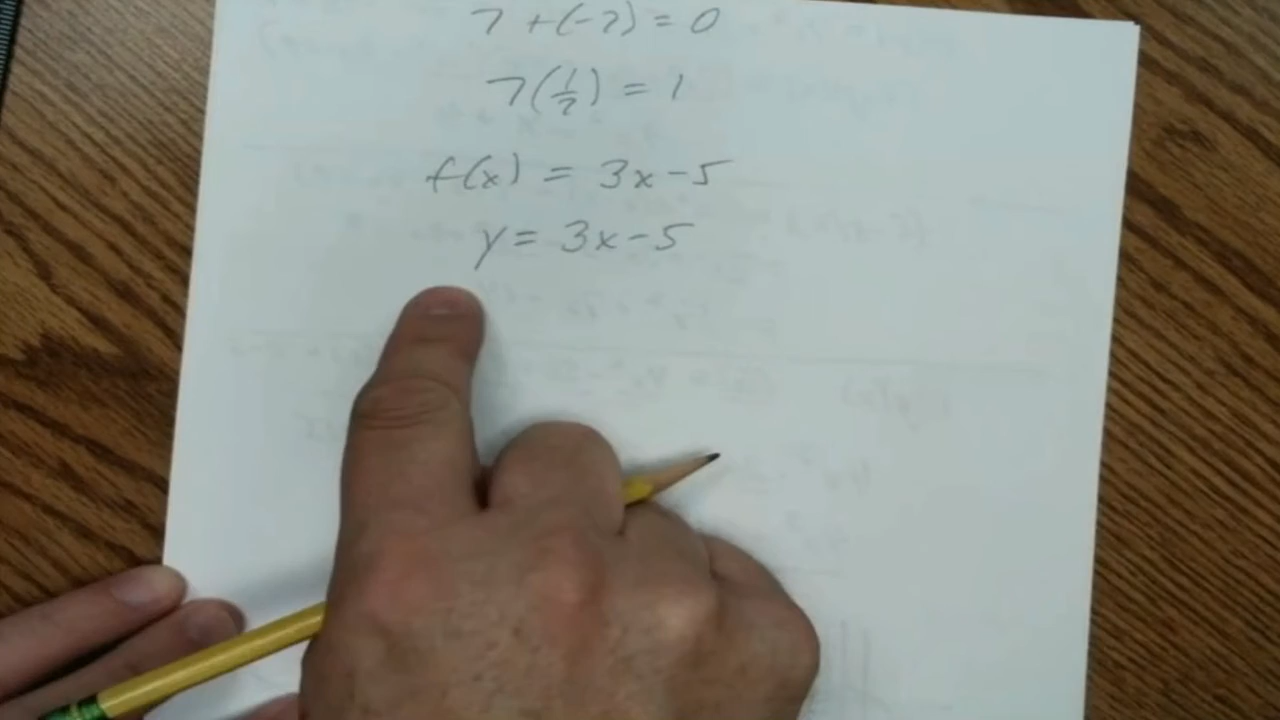 7 + (-7) = 0
7(1/7) = 1
f(x) = 3x - 5
y = 3x - 5